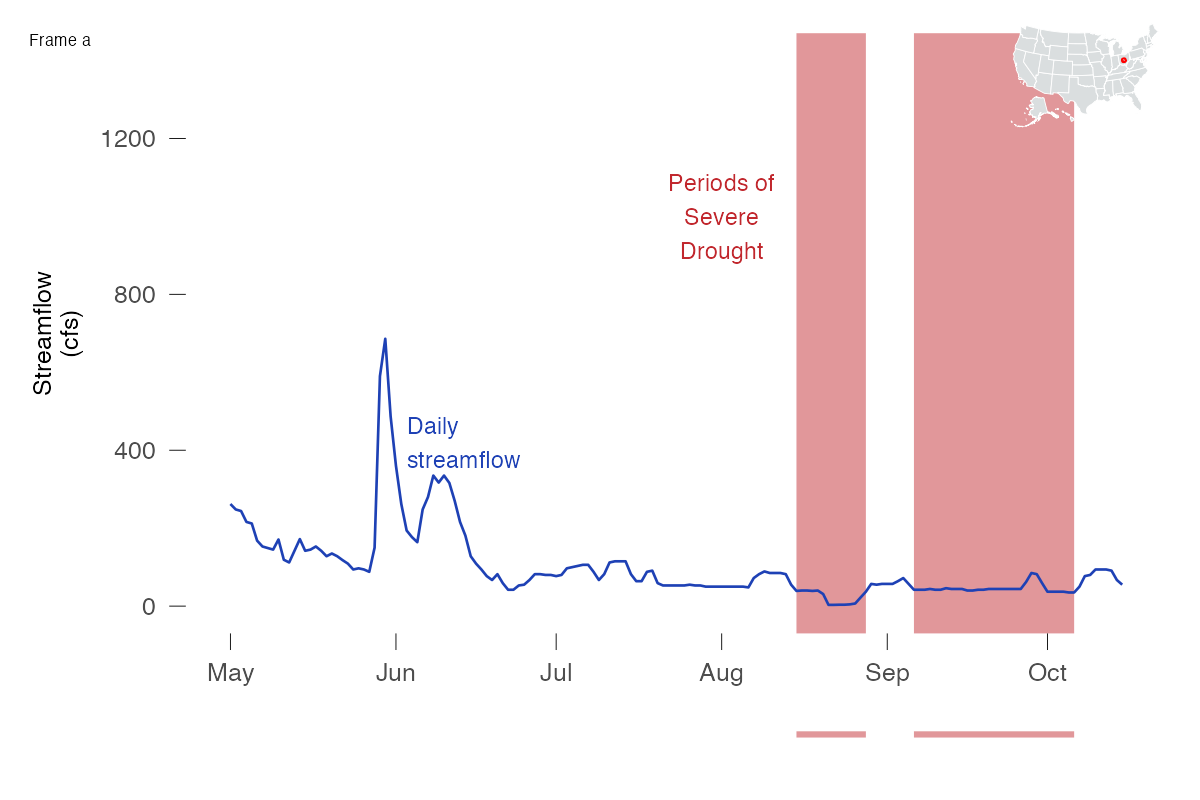 Frame a
1200
800
400
0
Streamflow
(cfs)
Periods of
Severe
Drought
Daily
streamflow
May
Jun
Jul
Aug
Sep
Oct